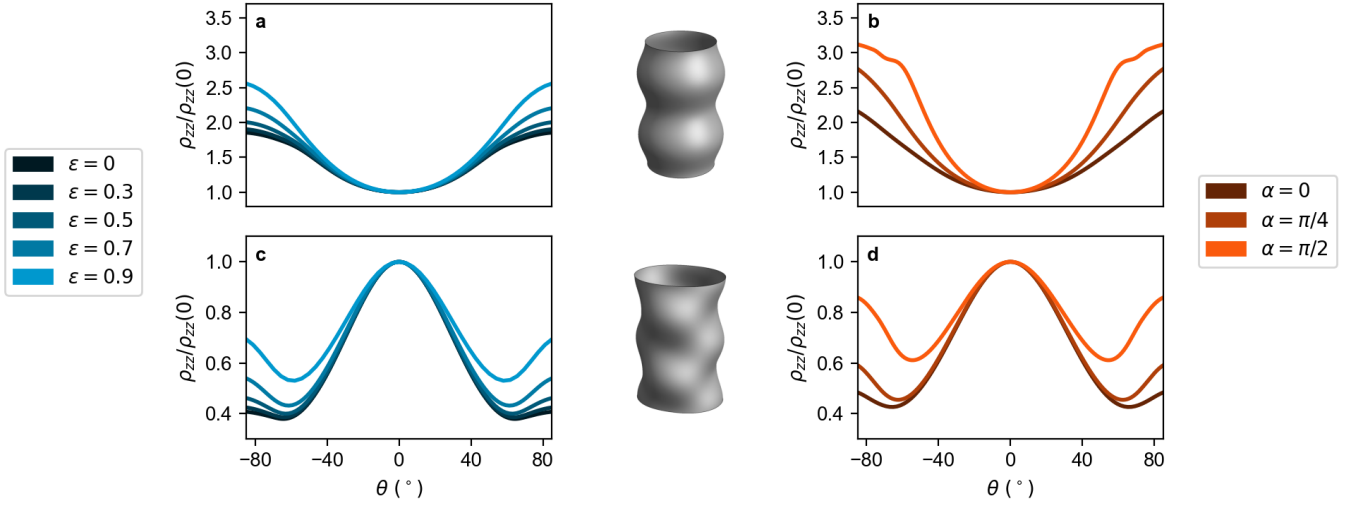 a
3.5
3.0
2.5
2.0
1.5
1.0
ρzz/ρzz(0)
b
3.5
3.0
2.5
2.0
1.5
1.0
ρzz/ρzz(0)
ε = 0
ε = 0.3
ε = 0.5
ε = 0.7
ε = 0.9
α = 0
α = π/4
α = π/2
c
1.0
0.8
0.6
0.4
ρzz/ρzz(0)
−80 −40 0 40 80
θ (°)
d
1.0
0.8
0.6
0.4
ρzz/ρzz(0)
−80 −40 0 40 80
θ (°)